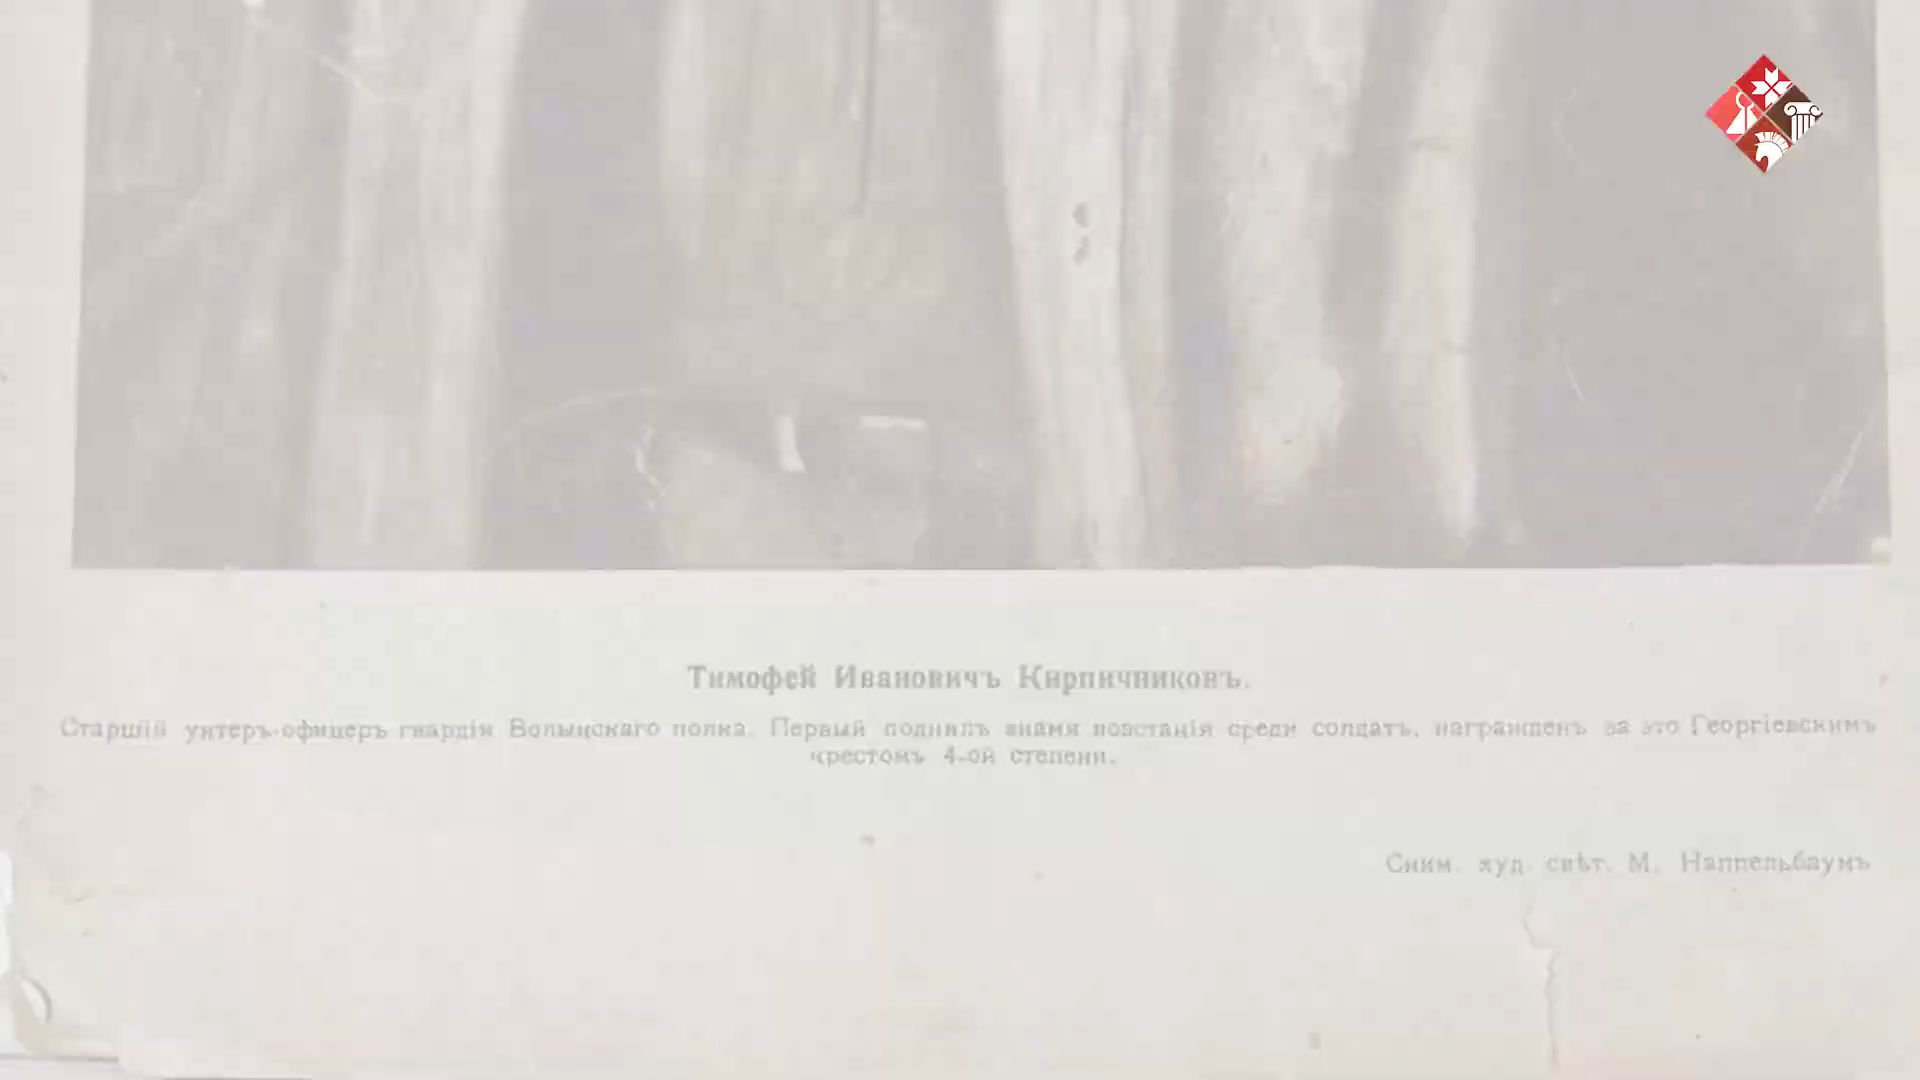 Тимофей Ивановичъ Кирпичниковъ.
Старшій унтеръ-офицеръ гвардіи Волынскаго полка. Первый поднялъ знамя возстанія среди солдатъ, награжденъ за это Георгіевскимъ
крестомъ 4-ой степени.
Сним. худ. свѣт. М. Наппельбаумъ